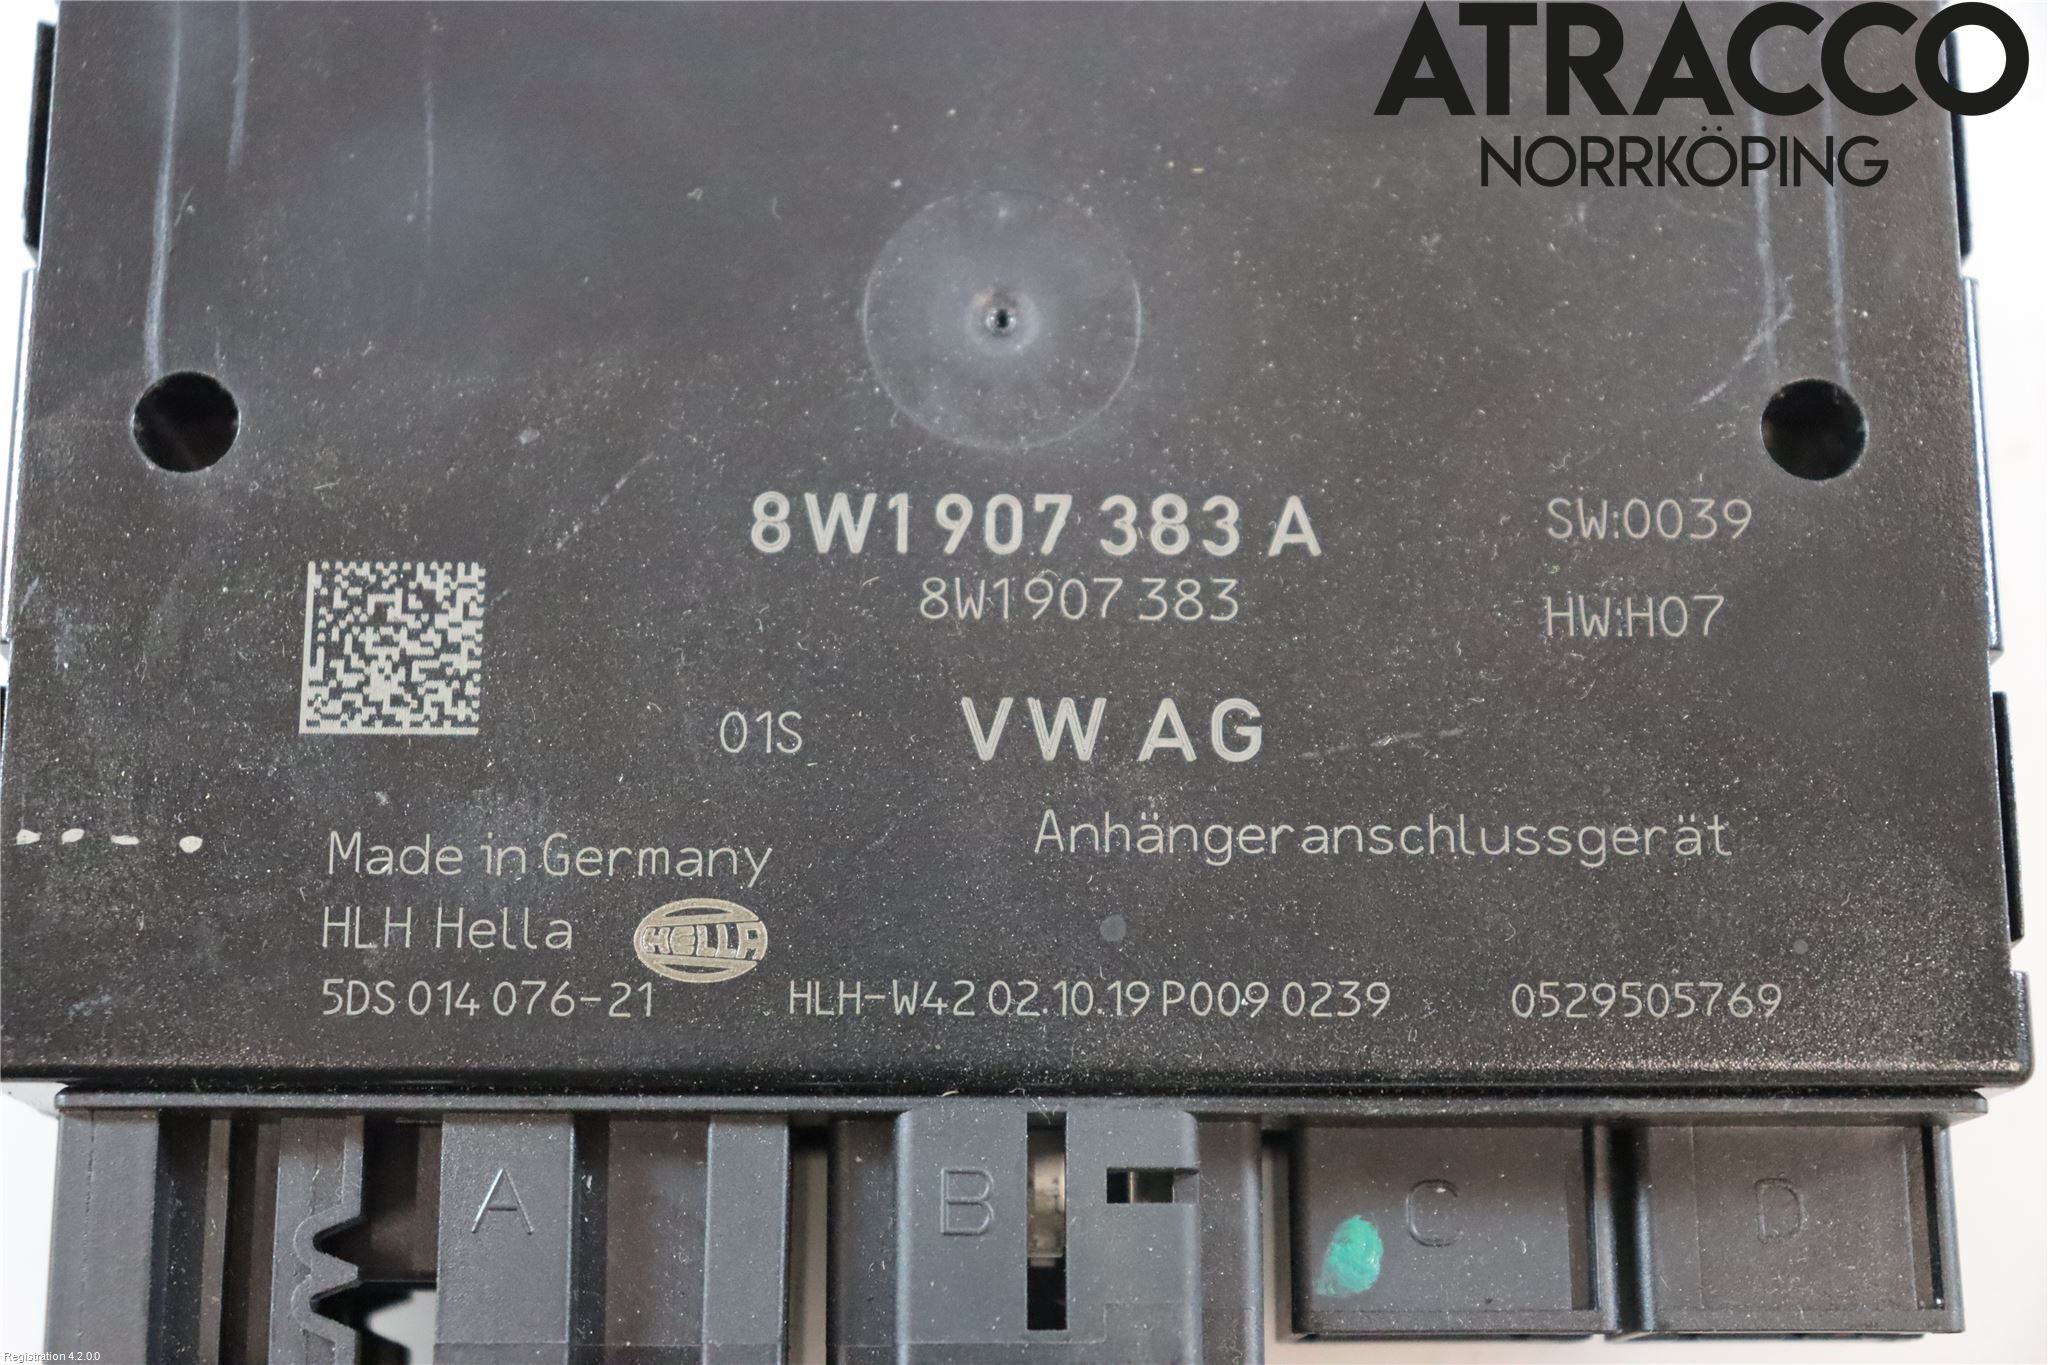 ATRACCO
NORRKÖPING
8W1 907 383 A
SW:0039
8W1 907 383
HW:H07
01S
VW AG
Made in Germany
Anhängeranschlussgerät
HLH Hella
HELLA
5DS 014 076-21
HLH-W42 02.10.19 P009 0239
0529505769
A
B
C
D
Registration 4.2.0.0